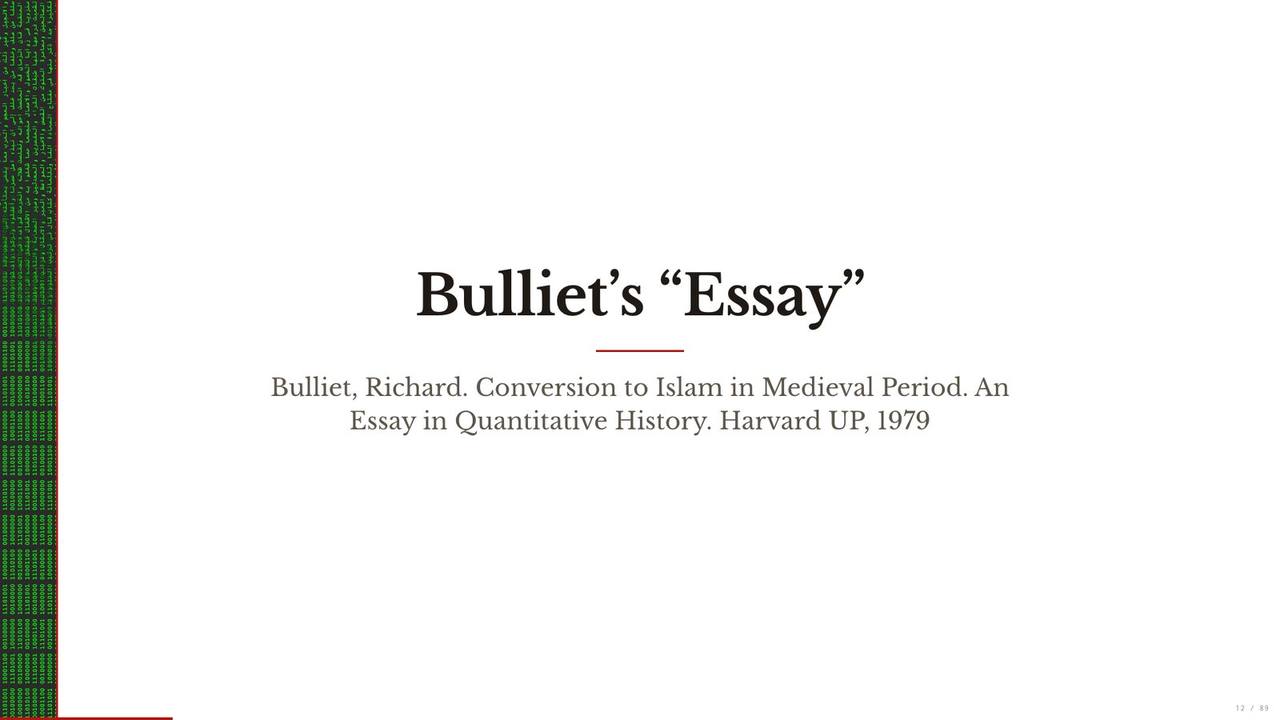 Bulliet’s “Essay”
Bulliet, Richard. Conversion to Islam in Medieval Period. An
Essay in Quantitative History. Harvard UP, 1979
12 / 89